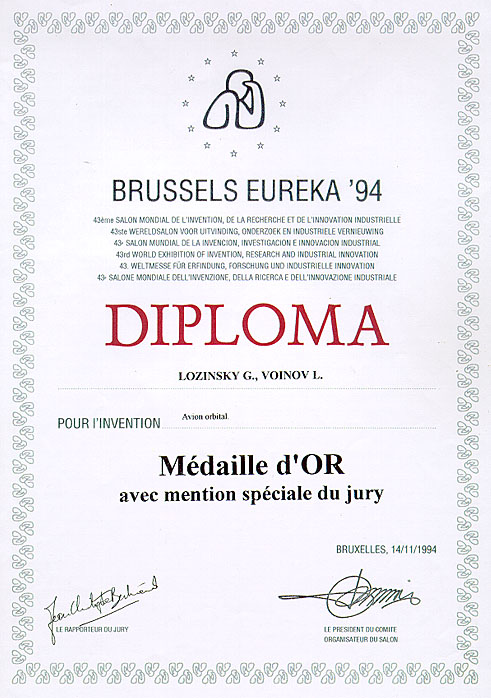 BRUSSELS EUREKA '94
43ème SALON MONDIAL DE L'INVENTION, DE LA RECHERCHE ET DE L'INNOVATION INDUSTRIELLE
43ste WERELDSALON VOOR UITVINDING, ONDERZOEK EN INDUSTRIELE VERNIEUWING
43º SALON MUNDIAL DE LA INVENCION, INVESTIGACION E INNOVACION INDUSTRIAL
43rd WORLD EXHIBITION OF INVENTION, RESEARCH AND INDUSTRIAL INNOVATION
43. WELTMESSE FÜR ERFINDUNG, FORSCHUNG UND INDUSTRIELLE INNOVATION
43º SALONE MONDIALE DELL'INVENZIONE, DELLA RICERCA E DELL'INNOVAZIONE INDUSTRIALE
DIPLOMA
LOZINSKY G., VOINOV L.
POUR l'INVENTION Avion orbital.
Médaille d'OR
avec mention spéciale du jury
BRUXELLES, 14/11/1994
LE RAPPORTEUR DU JURY
LE PRESIDENT DU COMITE
ORGANISATEUR DU SALON